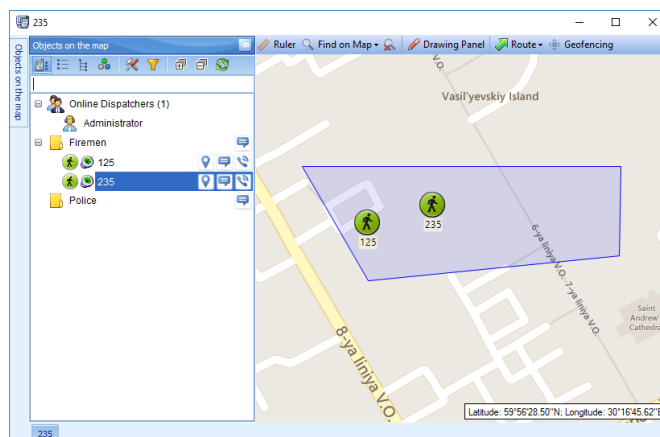 235
Objects on the map
Objects on the map
Ruler Find on Map Drawing Panel Route Geofencing
Online Dispatchers (1)
Administrator
Firemen
125
235
Police
V.O.
Vasil'yevskiy Island
125
235
6-ya liniya V.O.
7-ya liniya V.O.
8-ya liniya V.O.
Saint
Andrew'
Cathedra
Latitude: 59°56'28.50"N; Longitude: 30°16'45.62"E
235